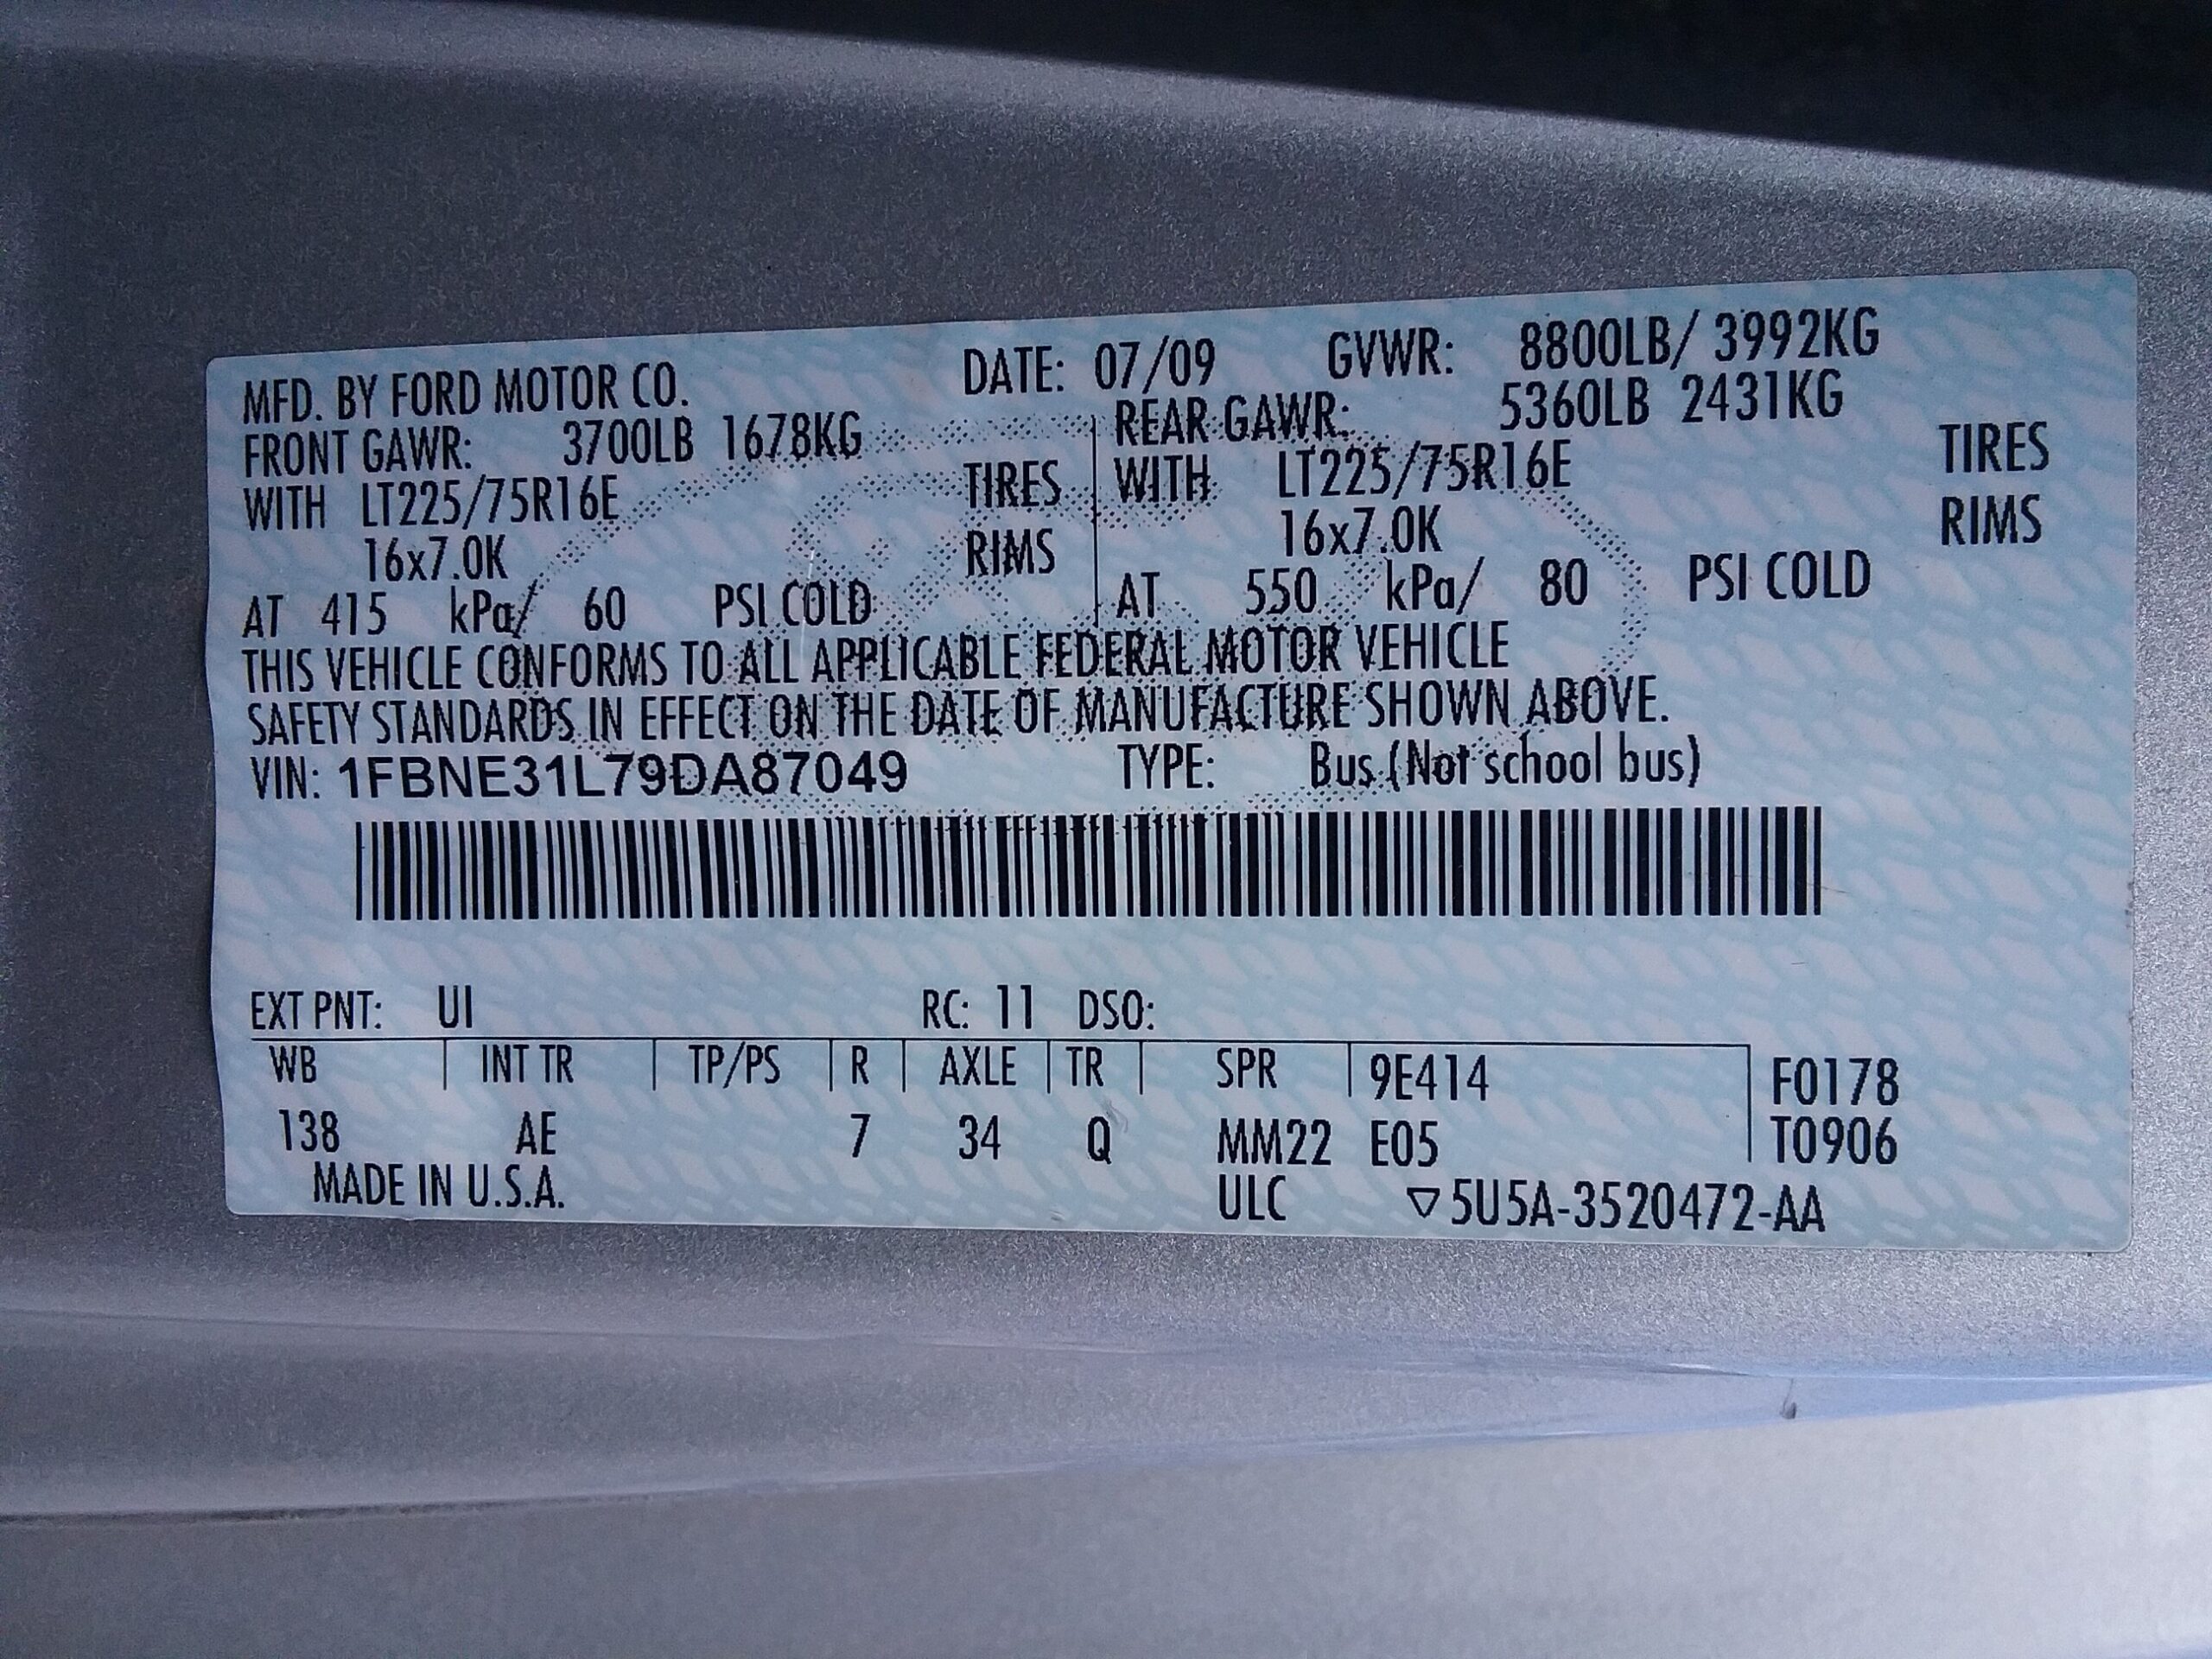 MFD. BY FORD MOTOR CO. DATE: 07/09 GVWR: 8800LB/ 3992KG
FRONT GAWR: 3700LB 1678KG REAR GAWR: 5360LB 2431KG
WITH LT225/75R16E TIRES WITH LT225/75R16E TIRES
16x7.0K RIMS 16x7.0K RIMS
AT 415 kPa/ 60 PSI COLD AT 550 kPa/ 80 PSI COLD
THIS VEHICLE CONFORMS TO ALL APPLICABLE FEDERAL MOTOR VEHICLE
SAFETY STANDARDS IN EFFECT ON THE DATE OF MANUFACTURE SHOWN ABOVE.
VIN: 1FBNE31L79DA87049 TYPE: Bus (Not school bus)
EXT PNT: UI RC: 11 DSO:
WB INT TR TP/PS R AXLE TR SPR 9E414 F0178
138 AE 7 34 Q MM22 E05 T0906
MADE IN U.S.A. ULC ▽5U5A-3520472-AA